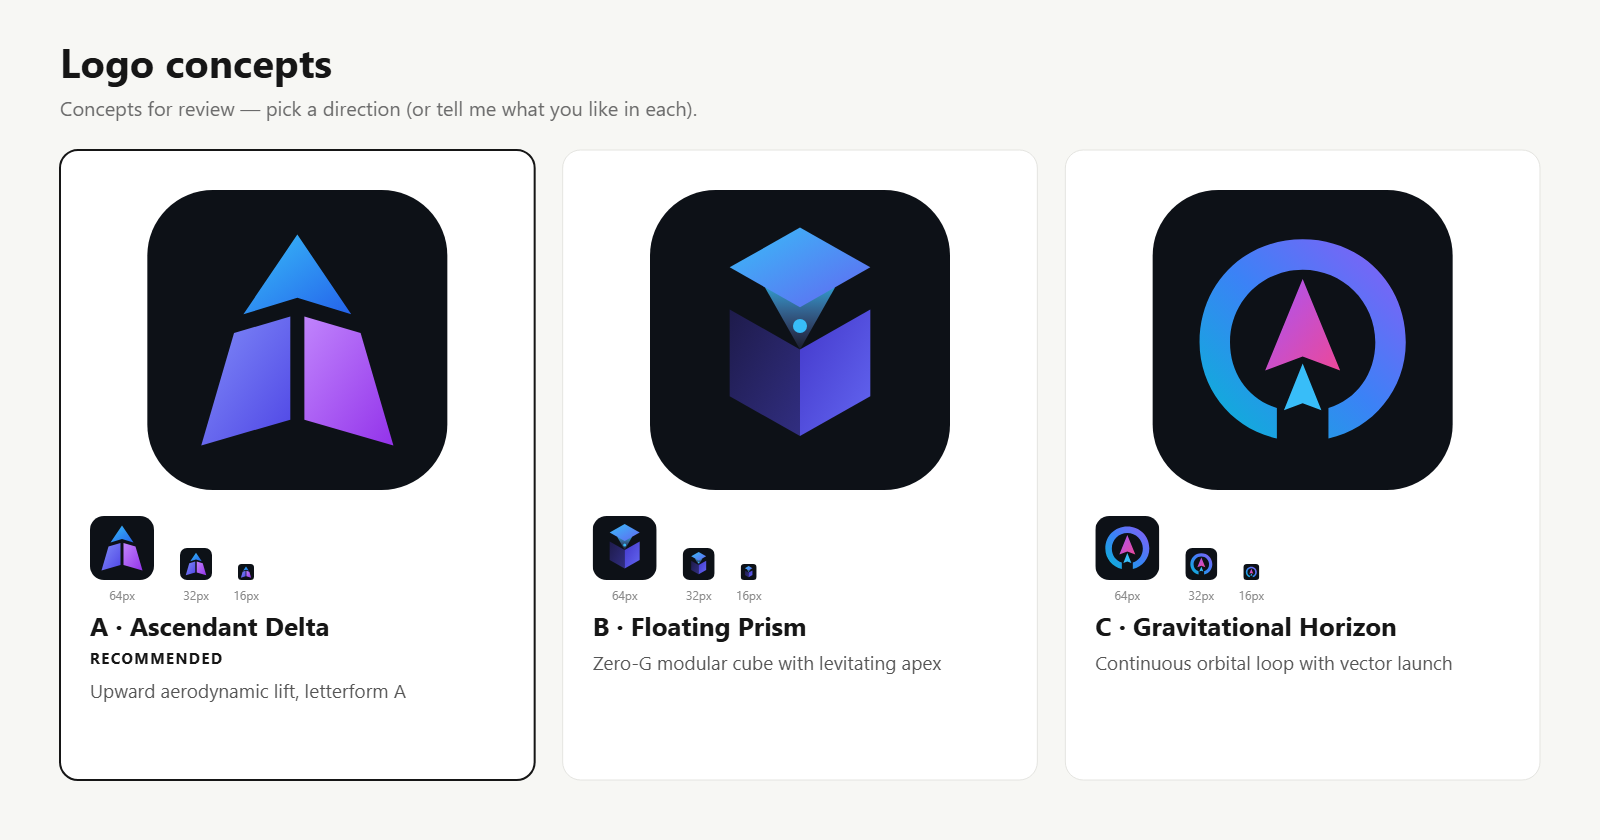 Logo concepts
Concepts for review — pick a direction (or tell me what you like in each).
64px 32px 16px
A · Ascendant Delta
RECOMMENDED
Upward aerodynamic lift, letterform A
64px 32px 16px
B · Floating Prism
Zero-G modular cube with levitating apex
64px 32px 16px
C · Gravitational Horizon
Continuous orbital loop with vector launch